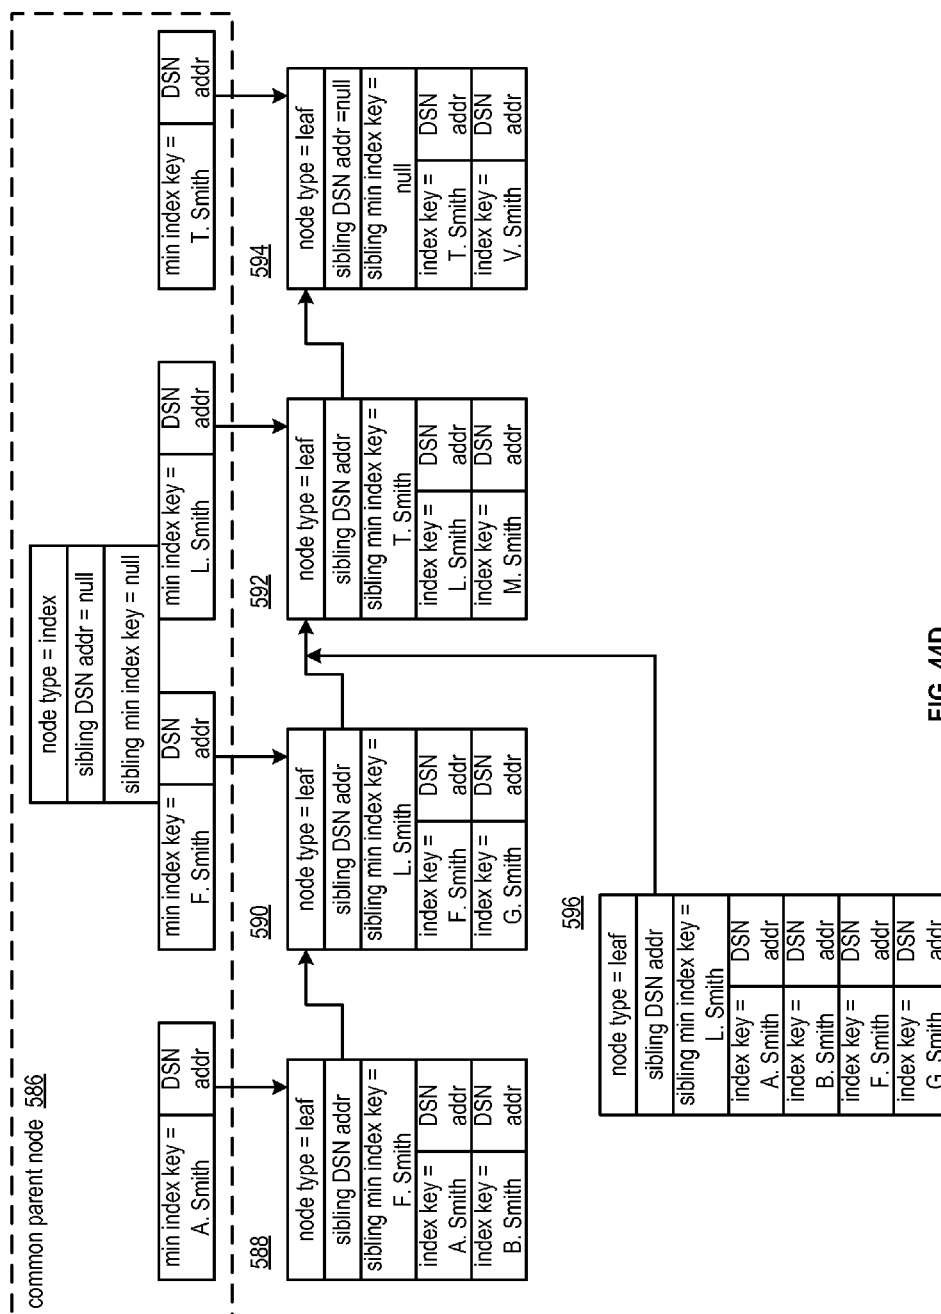 common parent node 586
node type = index
sibling DSN addr = null
sibling min index key = null
min index key =
A. Smith
DSN
addr
min index key =
F. Smith
DSN
addr
min index key =
L. Smith
DSN
addr
min index key =
T. Smith
DSN
addr
588
node type = leaf
sibling DSN addr
sibling min index key =
F. Smith
index key =
A. Smith
DSN
addr
index key =
B. Smith
DSN
addr
590
node type = leaf
sibling DSN addr
sibling min index key =
L. Smith
index key =
F. Smith
DSN
addr
index key =
G. Smith
DSN
addr
592
node type = leaf
sibling DSN addr
sibling min index key =
T. Smith
index key =
L. Smith
DSN
addr
index key =
M. Smith
DSN
addr
594
node type = leaf
sibling DSN addr =null
sibling min index key =
null
index key =
T. Smith
DSN
addr
index key =
V. Smith
DSN
addr
596
node type = leaf
sibling DSN addr
sibling min index key =
L. Smith
index key =
A. Smith
DSN
addr
index key =
B. Smith
DSN
addr
index key =
F. Smith
DSN
addr
index key =
G. Smith
DSN
addr
FIG. 44D